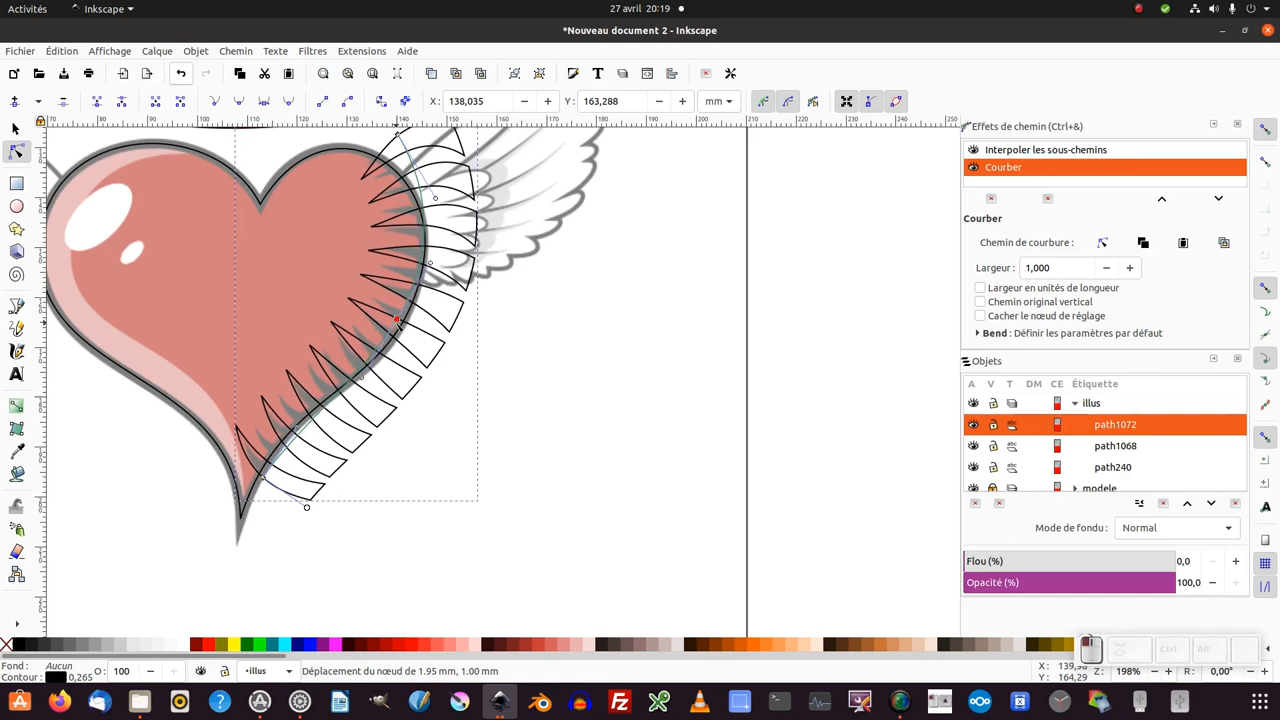 Activités
Inkscape
27 avril 20:19
*Nouveau document 2 - Inkscape
Fichier Édition Affichage Calque Objet Chemin Texte Filtres Extensions Aide
X: 138,035
Y: 163,288
mm
Effets de chemin (Ctrl+&)
Interpoler les sous-chemins
Courber
Courber
Chemin de courbure :
Largeur : 1,000
Largeur en unités de longueur
Chemin original vertical
Cacher le nœud de réglage
Bend : Définir les paramètres par défaut
Objets
A V T DM CE Étiquette
illus
path1072
path1068
path240
modele
Mode de fondu : Normal
Flou (%) 0,0
Opacité (%) 100,0
Fond : Aucun
Contour : 0,265
O: 100
•illus
Déplacement du nœud de 1.95 mm, 1.00 mm
Ctrl
Alt
Y: 164,29
Z: 198%
R: 0,00°